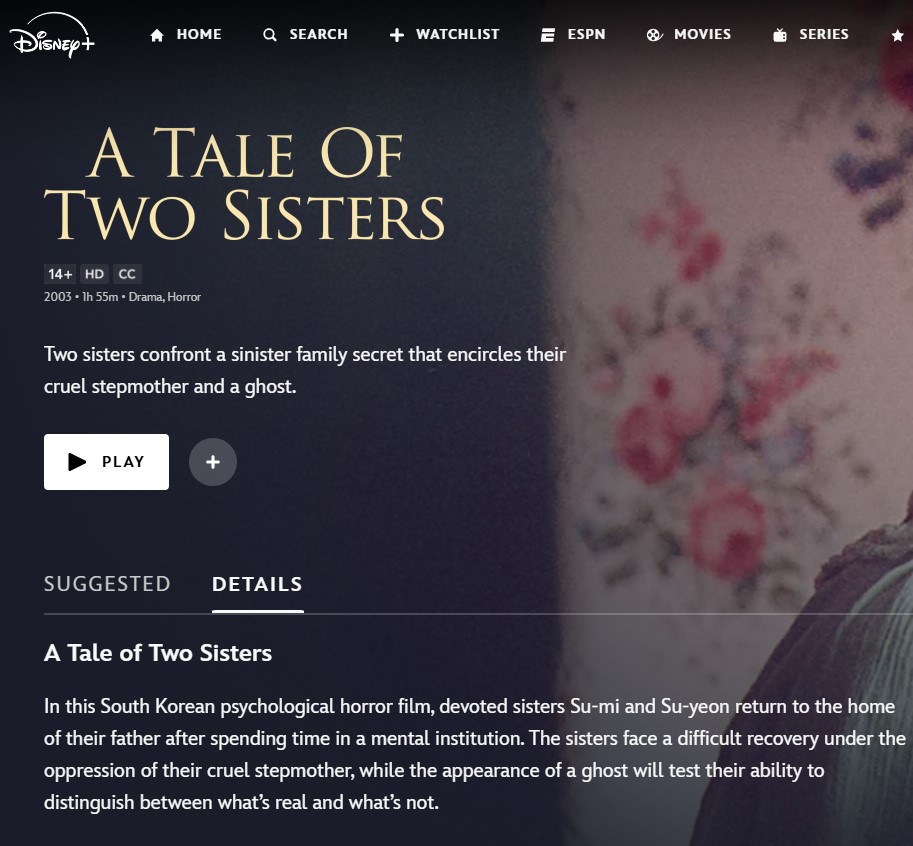 Disney+
HOME
SEARCH
WATCHLIST
ESPN
MOVIES
SERIES
A TALE OF
TWO SISTERS
14+ HD CC
2003 • 1h 55m • Drama, Horror
Two sisters confront a sinister family secret that encircles their
cruel stepmother and a ghost.
PLAY
SUGGESTED
DETAILS
A Tale of Two Sisters
In this South Korean psychological horror film, devoted sisters Su-mi and Su-yeon return to the home
of their father after spending time in a mental institution. The sisters face a difficult recovery under the
oppression of their cruel stepmother, while the appearance of a ghost will test their ability to
distinguish between what's real and what's not.